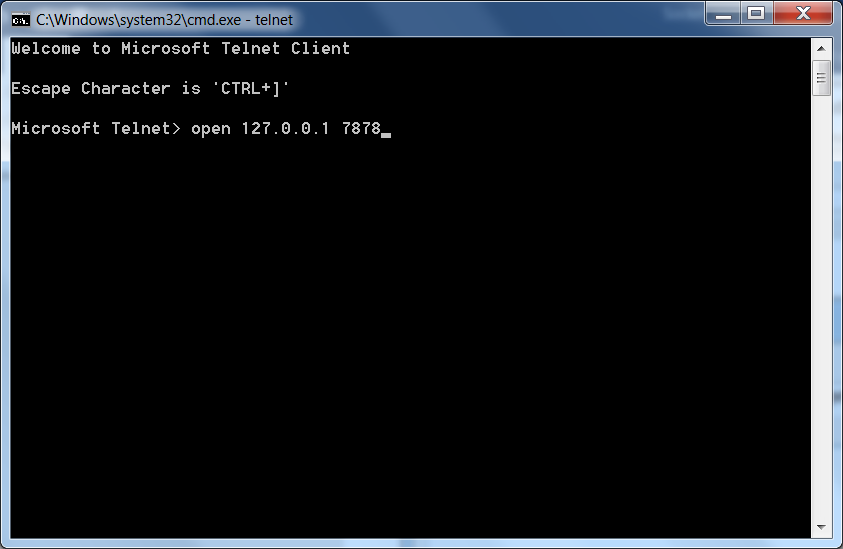 C:\Windows\system32\cmd.exe - telnet
Welcome to Microsoft Telnet Client
Escape Character is 'CTRL+]'
Microsoft Telnet> open 127.0.0.1 7878